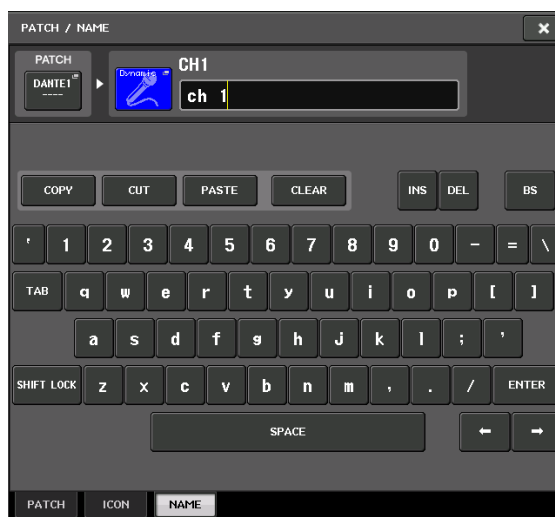 PATCH / NAME
PATCH
DANTE1
----
Dynamic
CH1
ch 1
COPY CUT PASTE CLEAR INS DEL BS
' 1 2 3 4 5 6 7 8 9 0 - = \
TAB q w e r t y u i o p [ ]
a s d f g h j k l ; '
SHIFT LOCK z x c v b n m , . / ENTER
SPACE ← →
PATCH ICON NAME